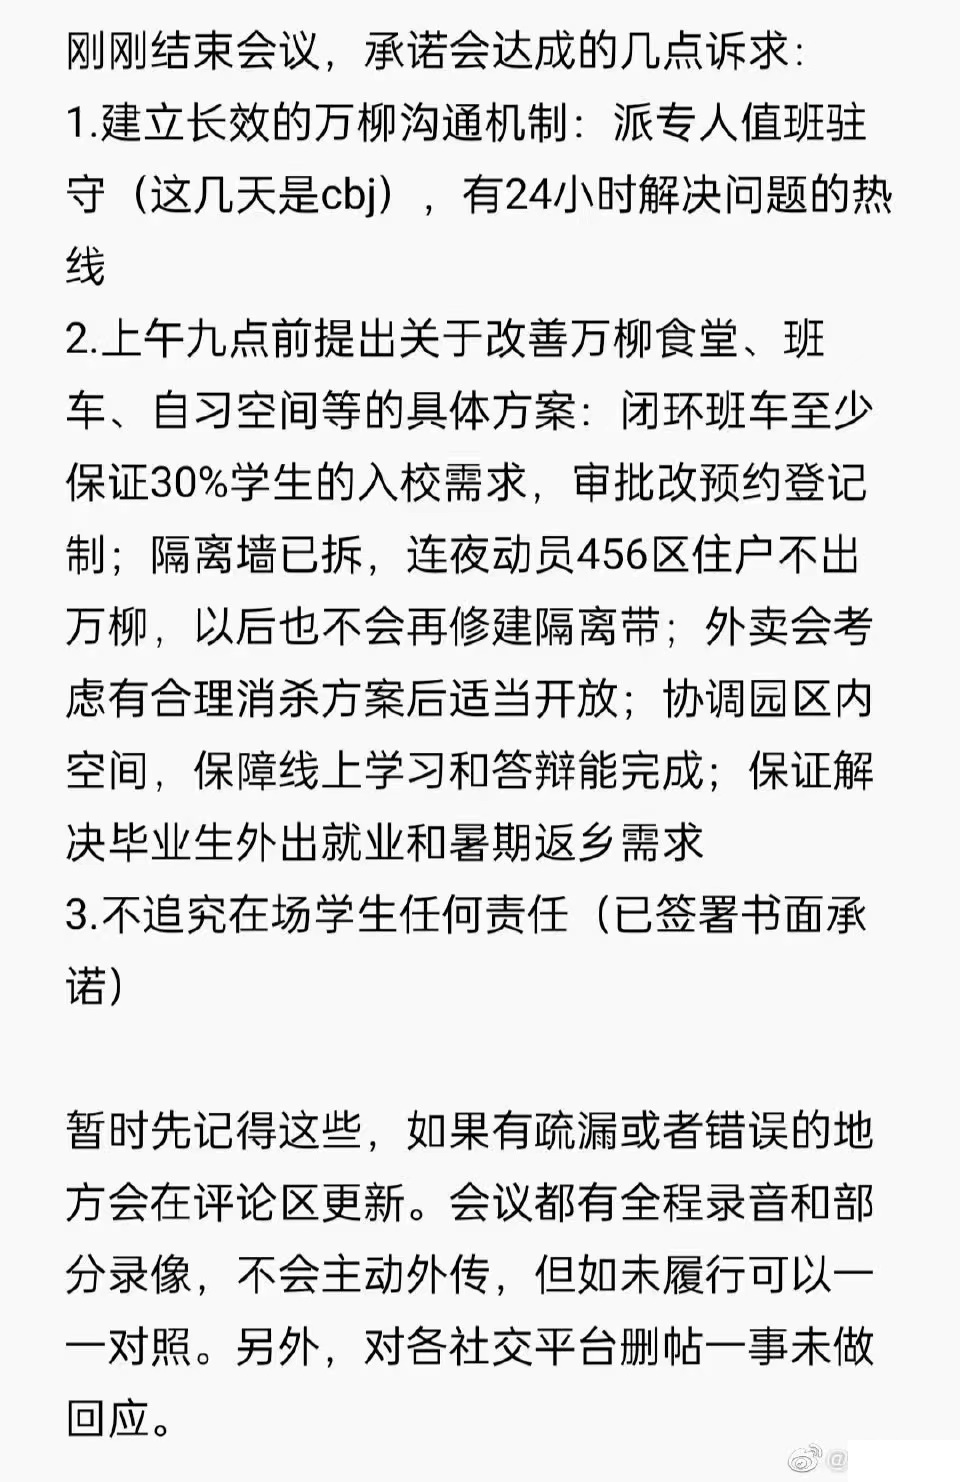 刚刚结束会议，承诺会达成的几点诉求：
1.建立长效的万柳沟通机制：派专人值班驻
守（这几天是cbj），有24小时解决问题的热
线
2.上午九点前提出关于改善万柳食堂、班
车、自习空间等的具体方案：闭环班车至少
保证30%学生的入校需求，审批改预约登记
制；隔离墙已拆，连夜动员456区住户不出
万柳，以后也不会再修建隔离带；外卖会考
虑有合理消杀方案后适当开放；协调园区内
空间，保障线上学习和答辩能完成；保证解
决毕业生外出就业和暑期返乡需求
3.不追究在场学生任何责任（已签署书面承
诺）
暂时先记得这些，如果有疏漏或者错误的地
方会在评论区更新。会议都有全程录音和部
分录像，不会主动外传，但如未履行可以一
一对照。另外，对各社交平台删帖一事未做
回应。
@